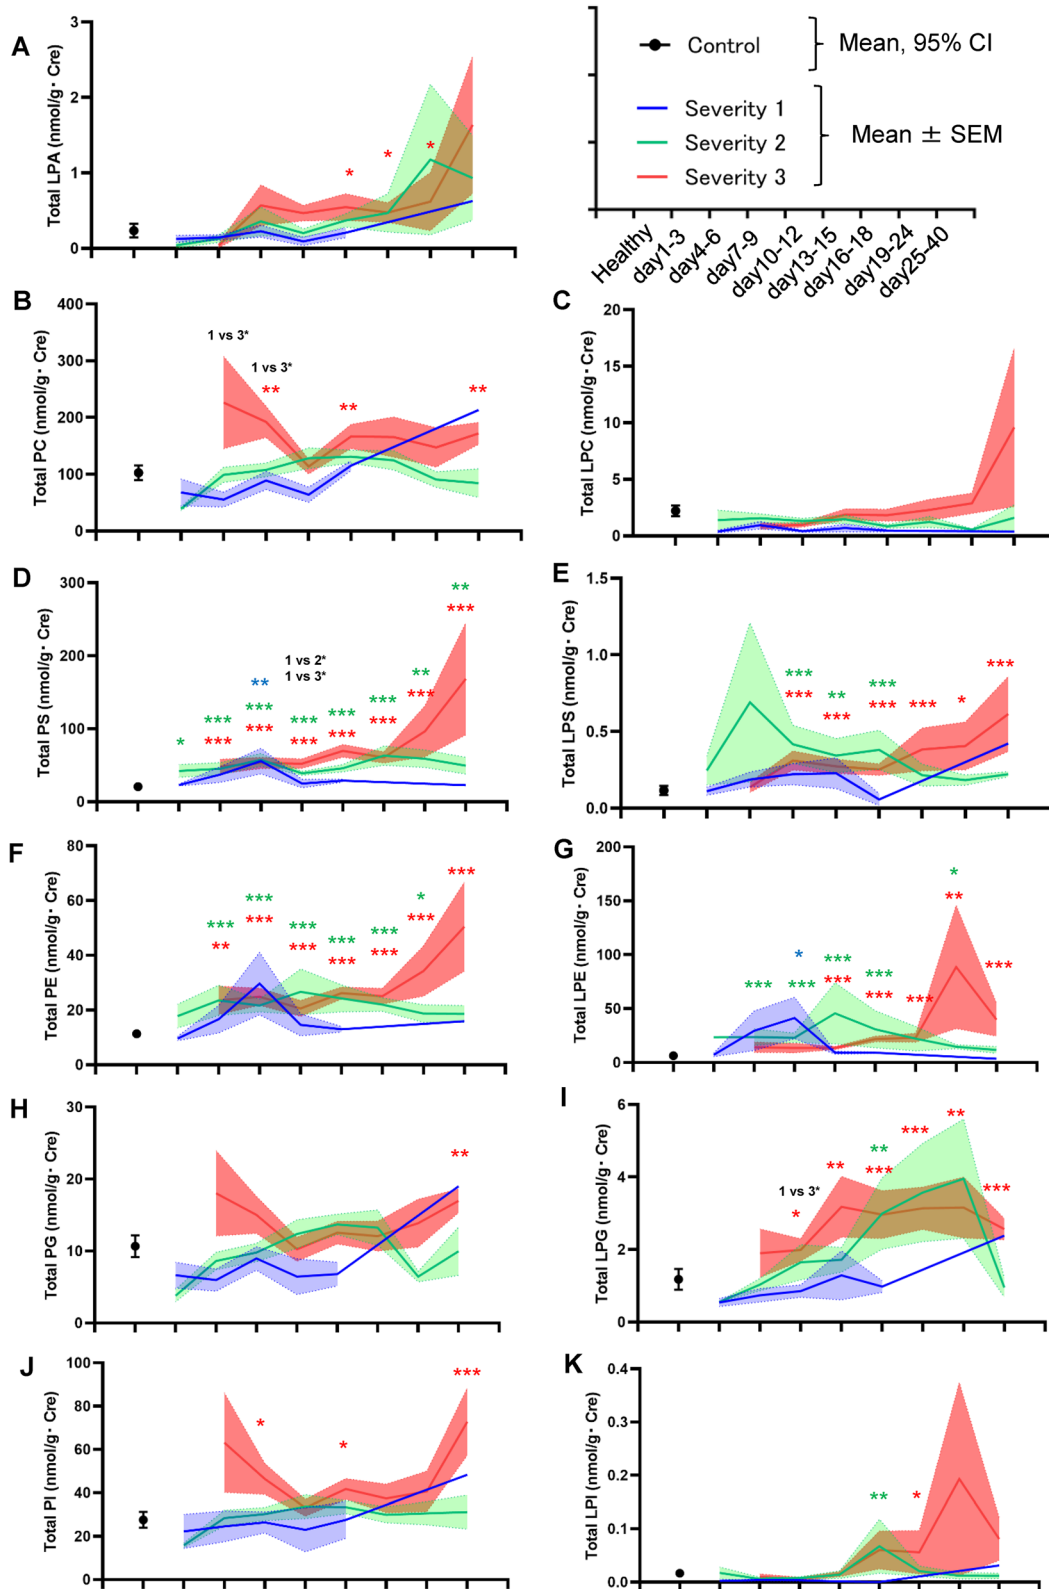 A
Total LPA (nmol/g・Cre)
3
2
1
0
*
*
*
Control
Mean, 95% CI
Severity 1
Severity 2
Severity 3
Mean ± SEM
Healthy
day1-3
day4-6
day7-9
day10-12
day13-15
day16-18
day19-24
day25-40
B
Total PC (nmol/g・Cre)
400
300
200
100
0
1 vs 3*
1 vs 3*
**
**
**
C
Total LPC (nmol/g・Cre)
20
15
10
5
0
D
Total PS (nmol/g・Cre)
300
200
100
0
*
***
***
**
***
***
1 vs 2*
1 vs 3*
***
***
***
***
***
***
**
***
**
***
E
Total LPS (nmol/g・Cre)
1.5
1.0
0.5
0.0
***
***
**
***
***
***
***
*
***
F
Total PE (nmol/g・Cre)
80
60
40
20
0
***
**
***
***
***
***
***
***
***
***
*
***
***
G
Total LPE (nmol/g・Cre)
200
150
100
50
0
***
*
***
***
***
***
***
***
*
**
***
H
Total PG (nmol/g・Cre)
30
20
10
0
**
I
Total LPG (nmol/g・Cre)
6
4
2
0
1 vs 3*
*
**
**
***
***
**
***
J
Total PI (nmol/g・Cre)
100
80
60
40
20
0
*
*
***
K
Total LPI (nmol/g・Cre)
0.4
0.3
0.2
0.1
0.0
**
*